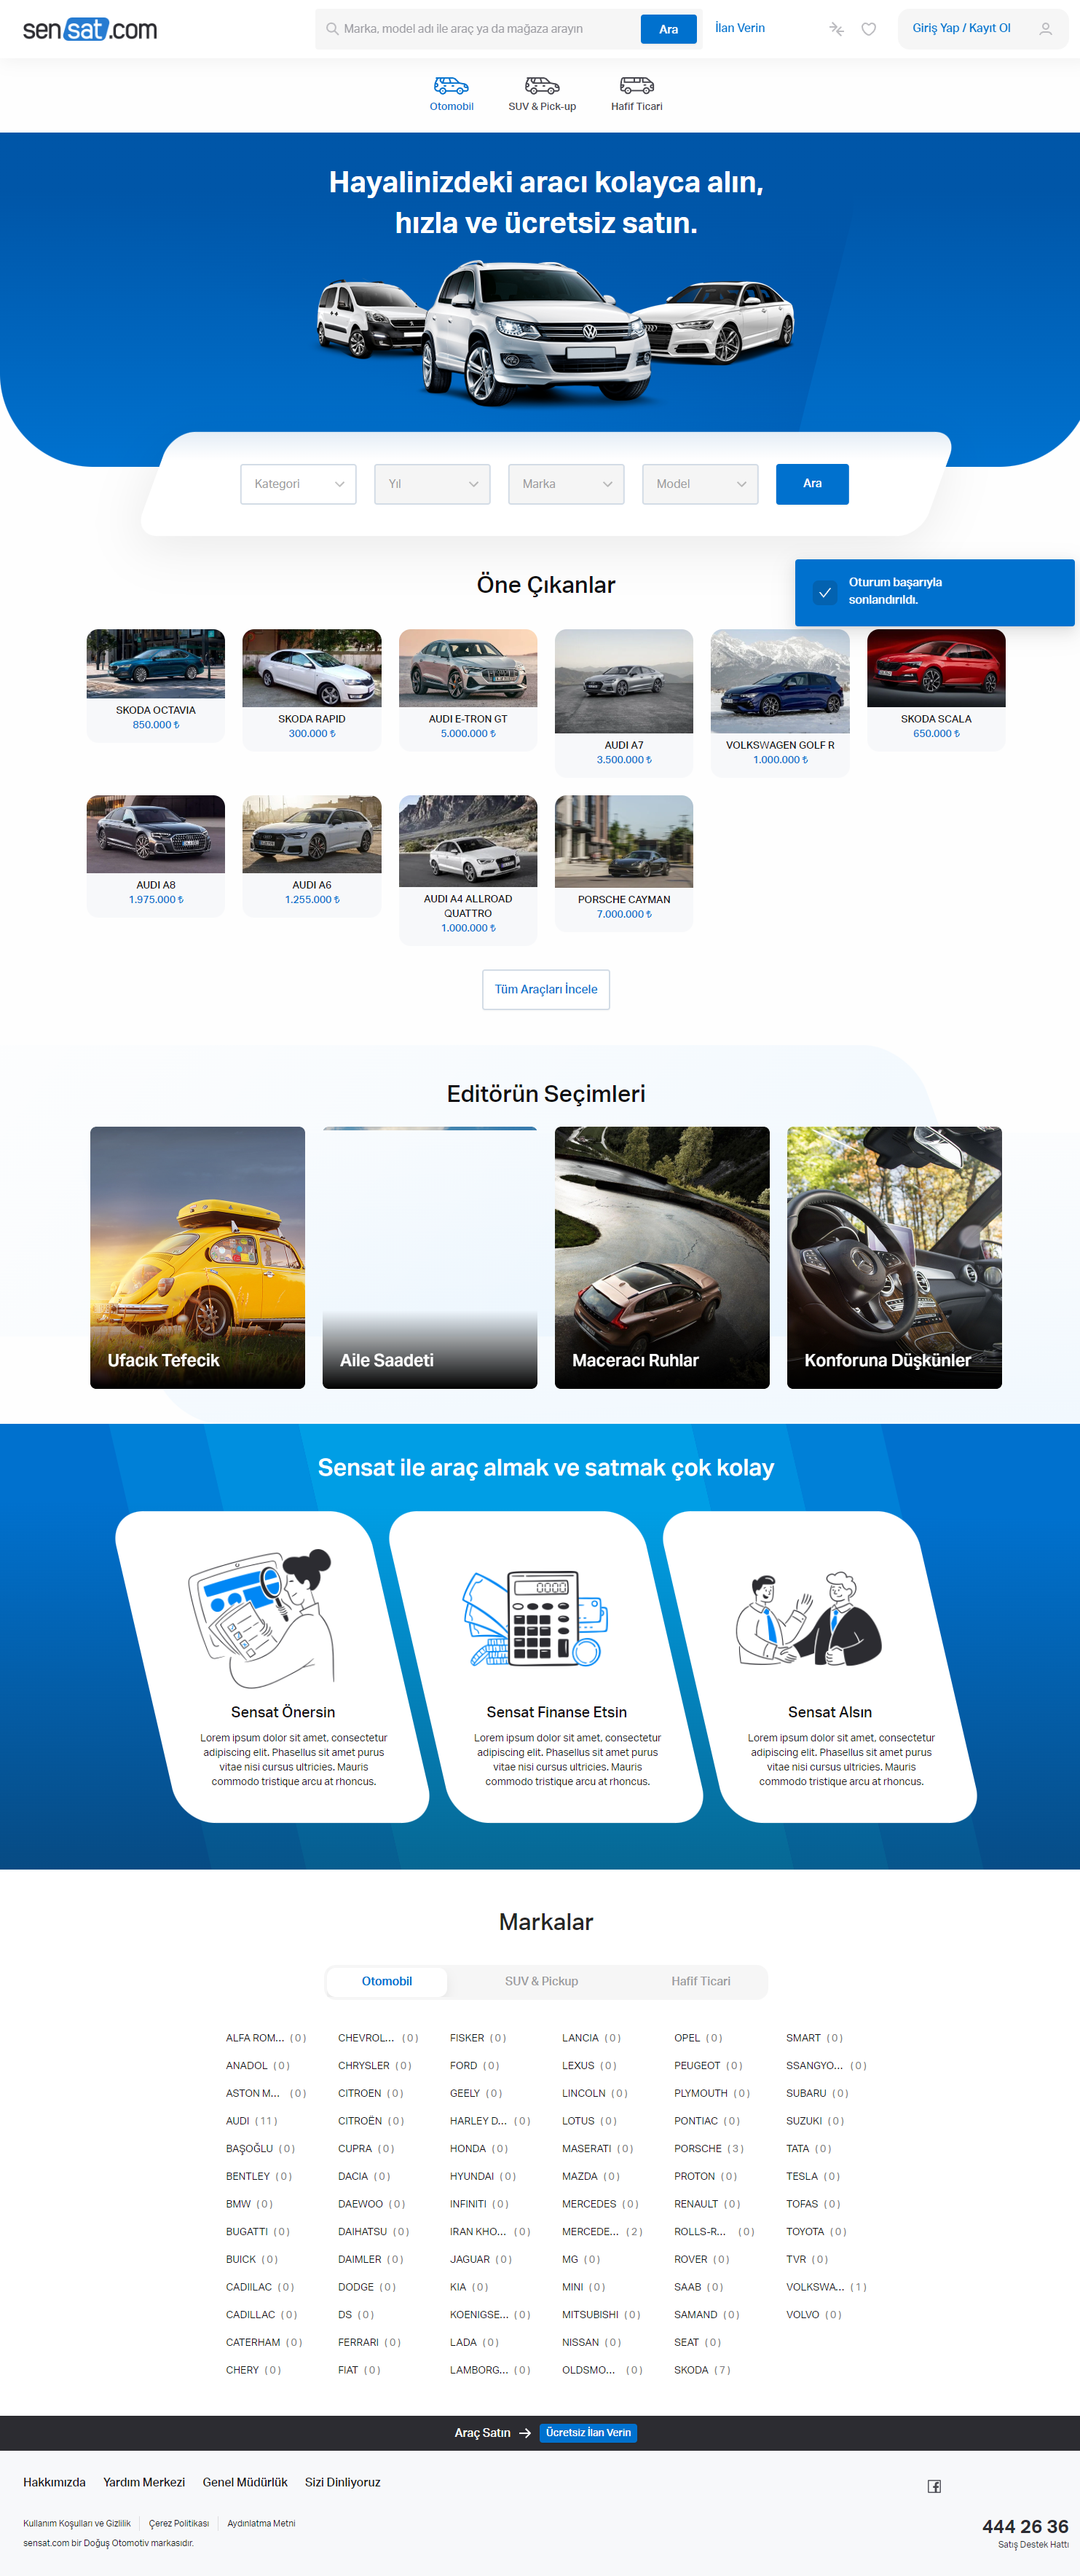 sensat.com
Marka, model adı ile araç ya da mağaza arayın
Ara
İlan Verin
Giriş Yap / Kayıt Ol
Otomobil
SUV & Pick-up
Hafif Ticari
Hayalinizdeki aracı kolayca alın,
hızla ve ücretsiz satın.
Kategori
Yıl
Marka
Model
Ara
Öne Çıkanlar
Oturum başarıyla
sonlandırıldı.
SKODA OCTAVIA
850.000 ₺
SKODA RAPID
300.000 ₺
AUDI E-TRON GT
5.000.000 ₺
AUDI A7
3.500.000 ₺
VOLKSWAGEN GOLF R
1.000.000 ₺
SKODA SCALA
650.000 ₺
AUDI A8
1.975.000 ₺
AUDI A6
1.255.000 ₺
AUDI A4 ALLROAD
QUATTRO
1.000.000 ₺
PORSCHE CAYMAN
7.000.000 ₺
Tüm Araçları İncele
Editörün Seçimleri
Ufacık Tefecik
Aile Saadeti
Maceracı Ruhlar
Konforuna Düşkünler
Sensat ile araç almak ve satmak çok kolay
Sensat Önersin
Lorem ipsum dolor sit amet, consectetur
adipiscing elit. Phasellus sit amet purus
vitae nisi cursus ultricies. Mauris
commodo tristique arcu at rhoncus.
Sensat Finanse Etsin
Lorem ipsum dolor sit amet, consectetur
adipiscing elit. Phasellus sit amet purus
vitae nisi cursus ultricies. Mauris
commodo tristique arcu at rhoncus.
Sensat Alsın
Lorem ipsum dolor sit amet, consectetur
adipiscing elit. Phasellus sit amet purus
vitae nisi cursus ultricies. Mauris
commodo tristique arcu at rhoncus.
Markalar
Otomobil
SUV & Pickup
Hafif Ticari
ALFA ROM... (0)
ANADOL (0)
ASTON M... (0)
AUDI (11)
BAŞOĞLU (0)
BENTLEY (0)
BMW (0)
BUGATTI (0)
BUICK (0)
CADIILAC (0)
CADILLAC (0)
CATERHAM (0)
CHERY (0)
CHEVROL... (0)
CHRYSLER (0)
CITROEN (0)
CITROËN (0)
CUPRA (0)
DACIA (0)
DAEWOO (0)
DAIHATSU (0)
DAIMLER (0)
DODGE (0)
DS (0)
FERRARI (0)
FIAT (0)
FISKER (0)
FORD (0)
GEELY (0)
HARLEY D... (0)
HONDA (0)
HYUNDAI (0)
INFINITI (0)
IRAN KHO... (0)
JAGUAR (0)
KIA (0)
KOENIGSE... (0)
LADA (0)
LAMBORG... (0)
LANCIA (0)
LEXUS (0)
LINCOLN (0)
LOTUS (0)
MASERATI (0)
MAZDA (0)
MERCEDES (0)
MERCEDE... (2)
MG (0)
MINI (0)
MITSUBISHI (0)
NISSAN (0)
OLDSMO... (0)
OPEL (0)
PEUGEOT (0)
PLYMOUTH (0)
PONTIAC (0)
PORSCHE (3)
PROTON (0)
RENAULT (0)
ROLLS-R... (0)
ROVER (0)
SAAB (0)
SAMAND (0)
SEAT (0)
SKODA (7)
SMART (0)
SSANGYO... (0)
SUBARU (0)
SUZUKI (0)
TATA (0)
TESLA (0)
TOFAS (0)
TOYOTA (0)
TVR (0)
VOLKSWA... (1)
VOLVO (0)
Araç Satın → Ücretsiz İlan Verin
Hakkımızda
Yardım Merkezi
Genel Müdürlük
Sizi Dinliyoruz
Kullanım Koşulları ve Gizlilik
Çerez Politikası
Aydınlatma Metni
sensat.com bir Doğuş Otomotiv markasıdır.
444 26 36
Satış Destek Hattı